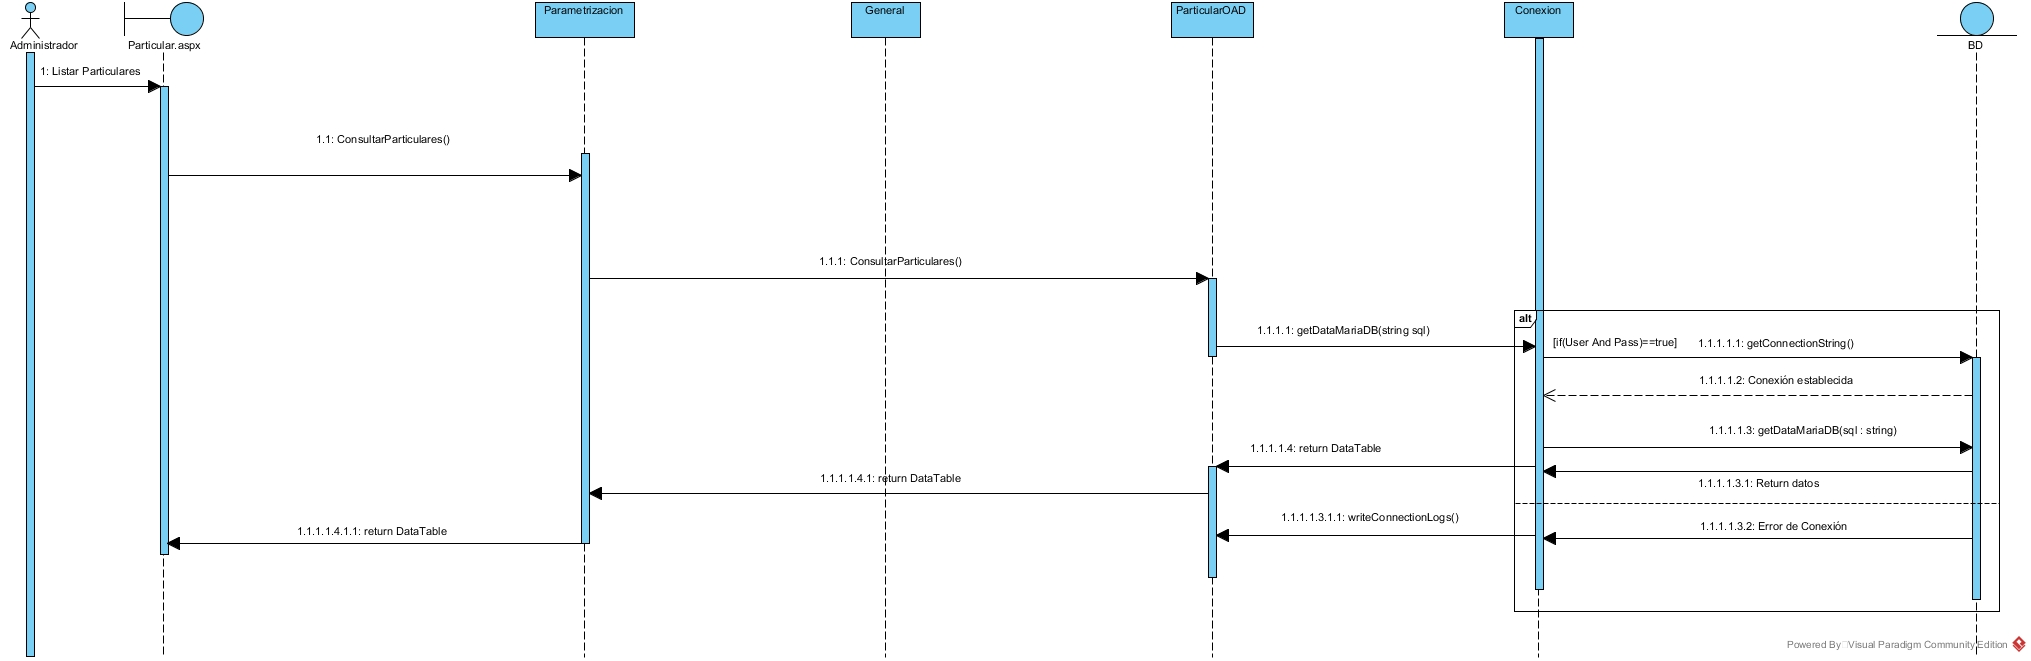 Parametrizacion
General
ParticularOAD
Conexion
Administrador
Particular.aspx
BD
1: Listar Particulares
1.1: ConsultarParticulares()
1.1.1: ConsultarParticulares()
alt
1.1.1.1: getDataMariaDB(string sql)
[if(User And Pass)==true]
1.1.1.1.1: getConnectionString()
1.1.1.1.2: Conexión establecida
1.1.1.1.3: getDataMariaDB(sql : string)
1.1.1.1.4: return DataTable
1.1.1.1.4.1: return DataTable
1.1.1.1.3.1: Return datos
1.1.1.1.3.1.1: writeConnectionLogs()
1.1.1.1.3.2: Error de Conexión
1.1.1.1.4.1.1: return DataTable
Powered By Visual Paradigm Community Edition